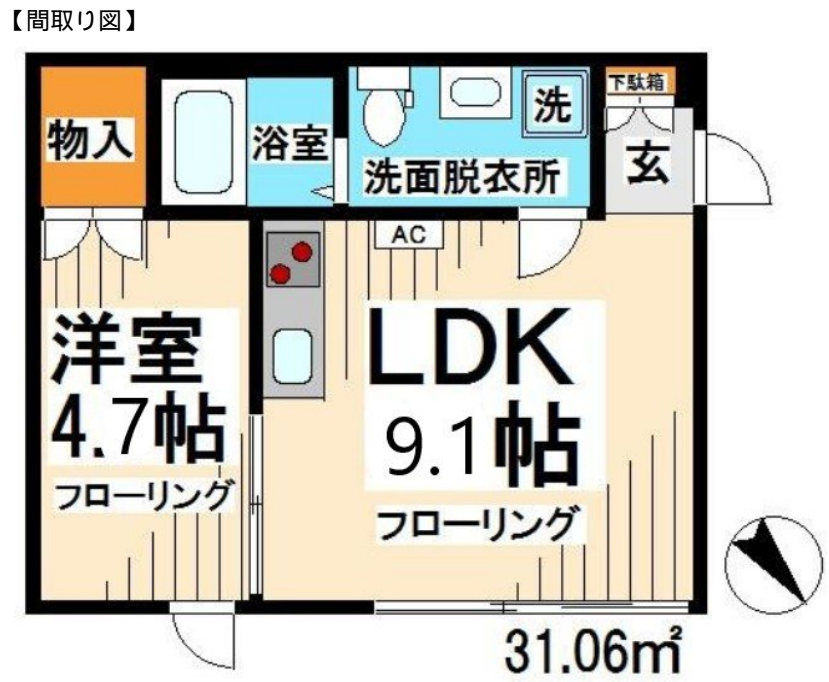 【間取り図】
下駄箱
物入
浴室
洗
洗面脱衣所
玄
AC
洋室
4.7帖
フローリング
LDK
9.1帖
フローリング
31.06㎡